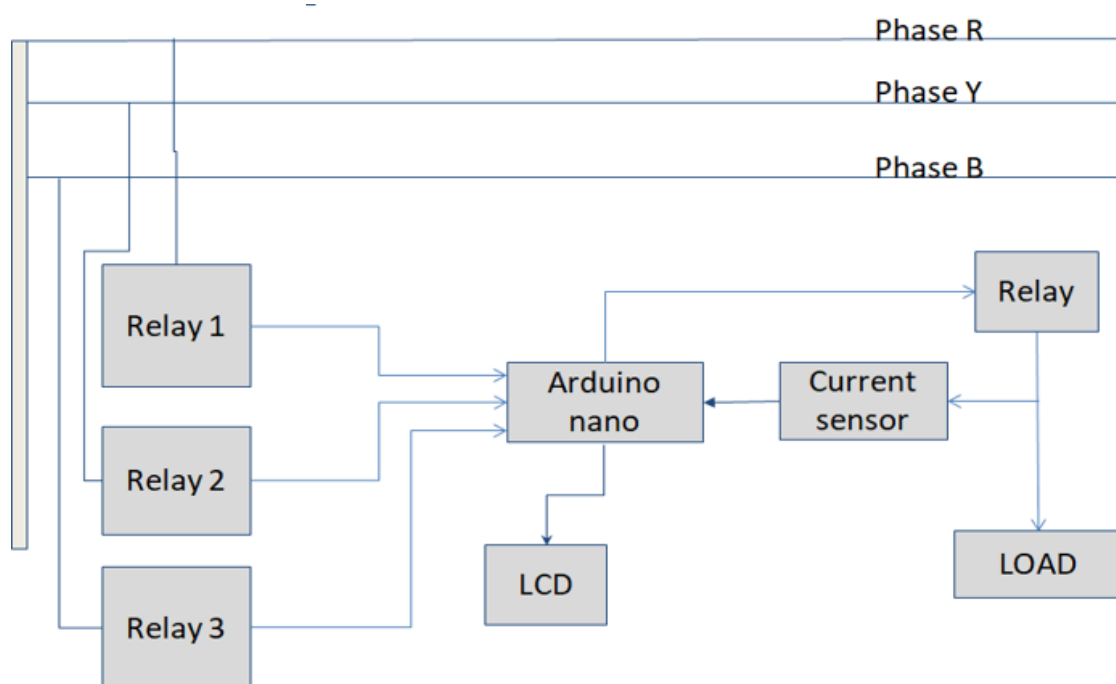 Phase R
Phase Y
Phase B
Relay 1
Relay
Arduino
nano
Current
sensor
Relay 2
LCD
LOAD
Relay 3